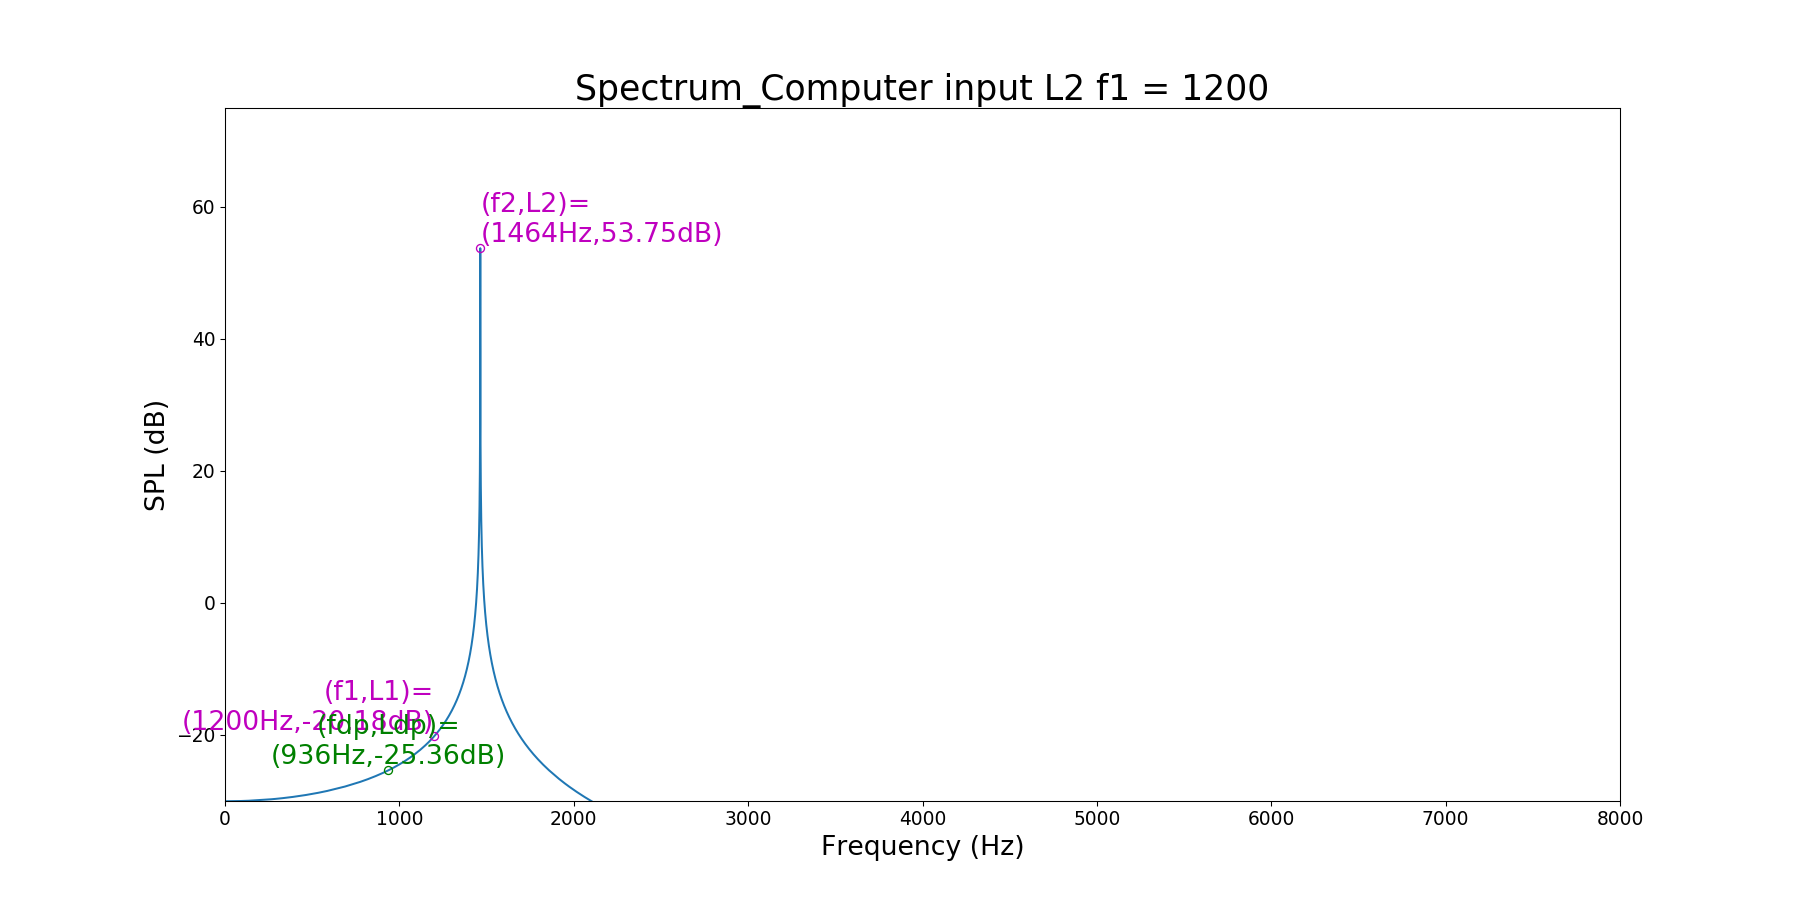 Spectrum_Computer input L2 f1 = 1200
(f2,L2)=
(1464Hz,53.75dB)
60
40
20
0
−20
SPL (dB)
(f1,L1)=
(1200Hz,-20.18dB)
(fdp,Ldp)=
(936Hz,-25.36dB)
0 1000 2000 3000 4000 5000 6000 7000 8000
Frequency (Hz)